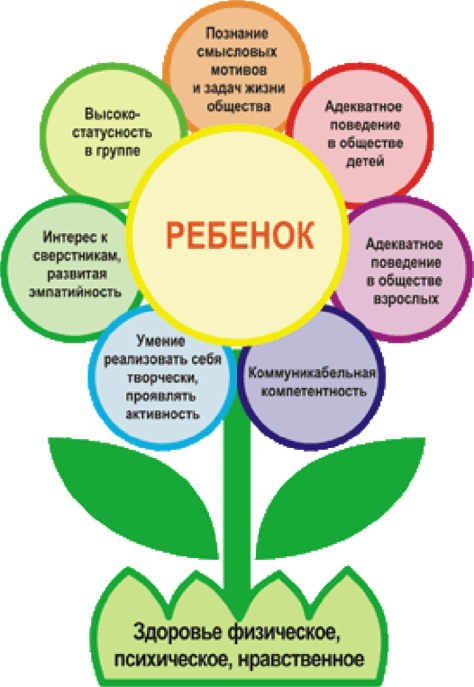 Познание
смысловых
мотивов
и задач жизни
общества
Высоко-
статусность
в группе
Адекватное
поведение
в обществе
детей
РЕБЕНОК
Интерес к
сверстникам,
развитая
эмпатийность
Адекватное
поведение
в обществе
взрослых
Умение
реализовать себя
творчески,
проявлять
активность
Коммуникабельная
компетентность
Здоровье физическое,
психическое, нравственное